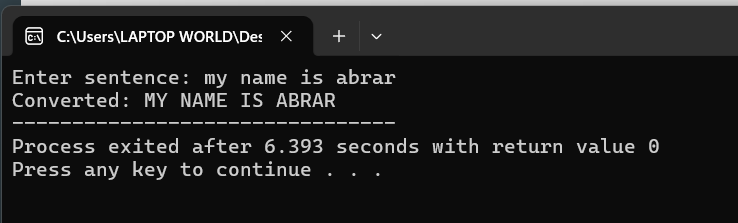 C:\Users\LAPTOP WORLD\Des
Enter sentence: my name is abrar
Converted: MY NAME IS ABRAR
--------------------------------
Process exited after 6.393 seconds with return value 0
Press any key to continue . . .